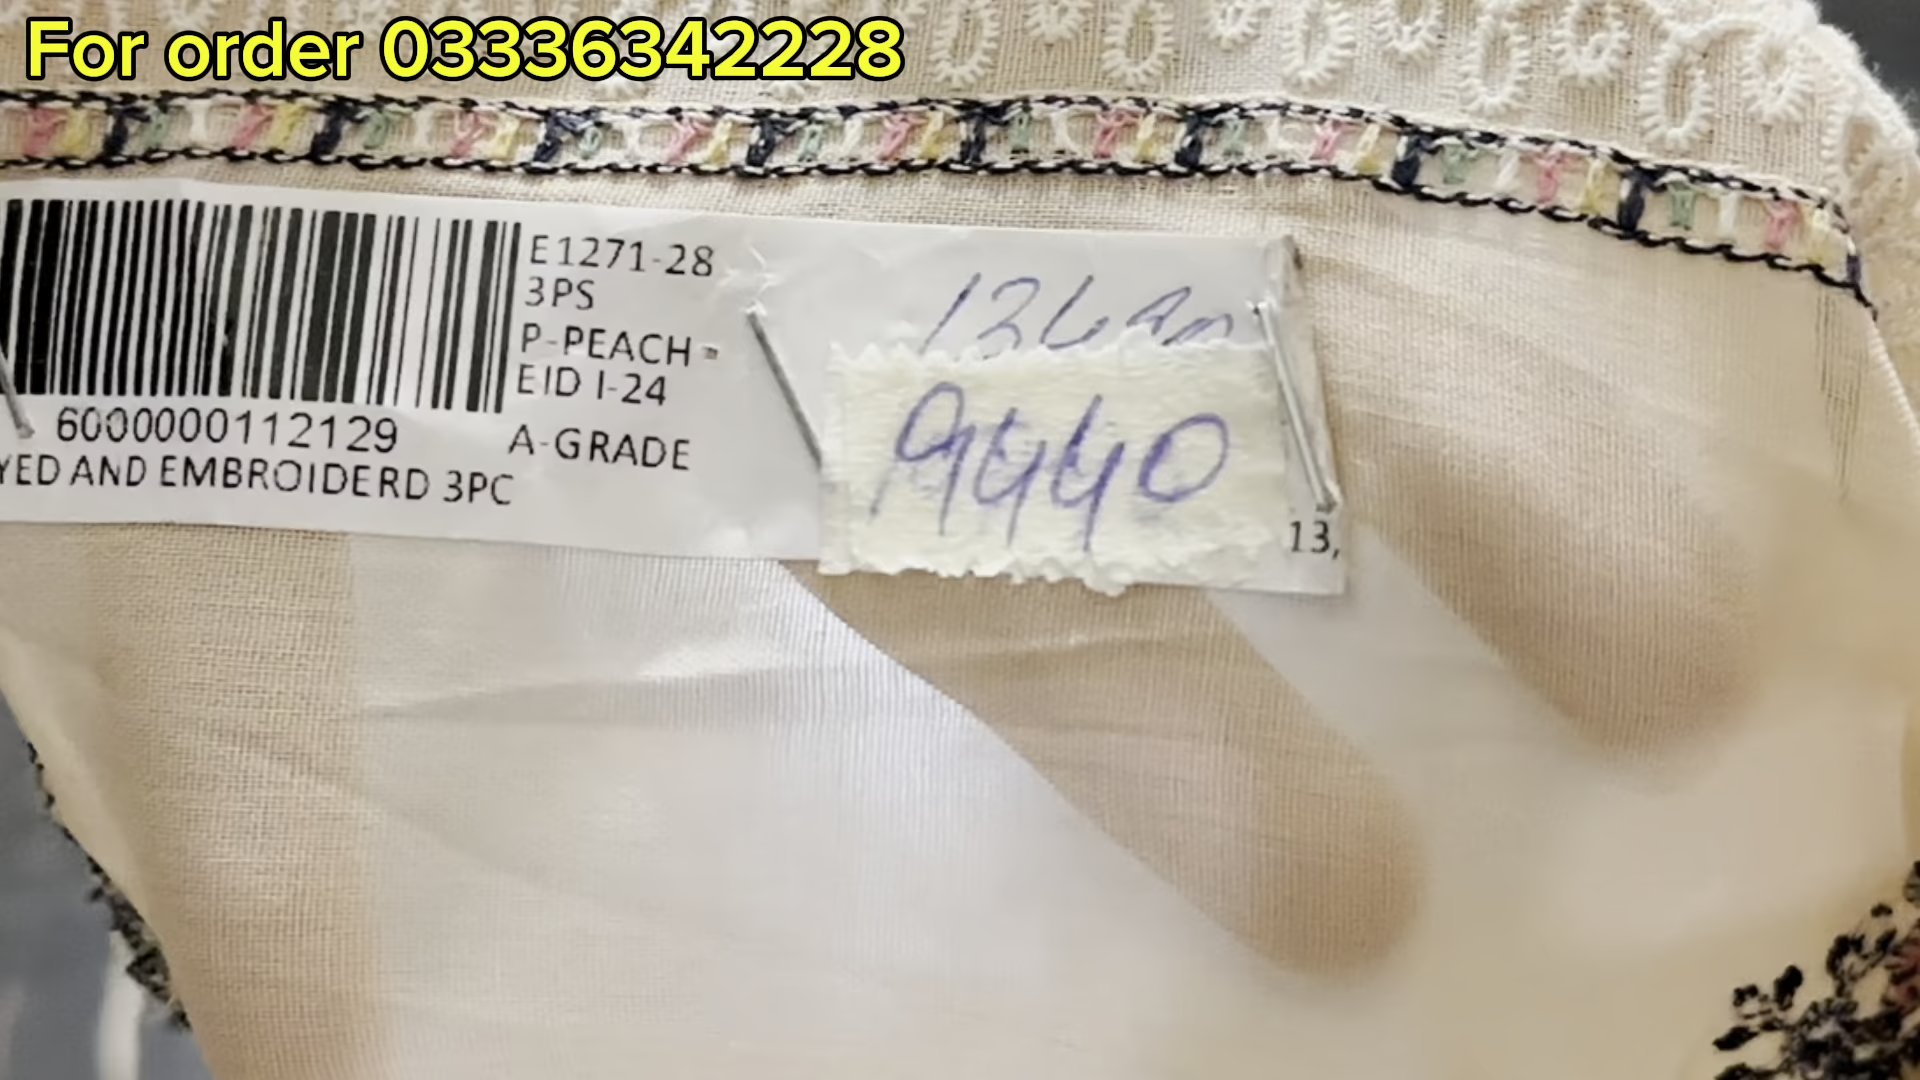 For order 03336342228
E1271-28
3PS
P-PEACH -
EID I-24
6000000112129
A-GRADE
YED AND EMBROIDERD 3PC
9440
13,